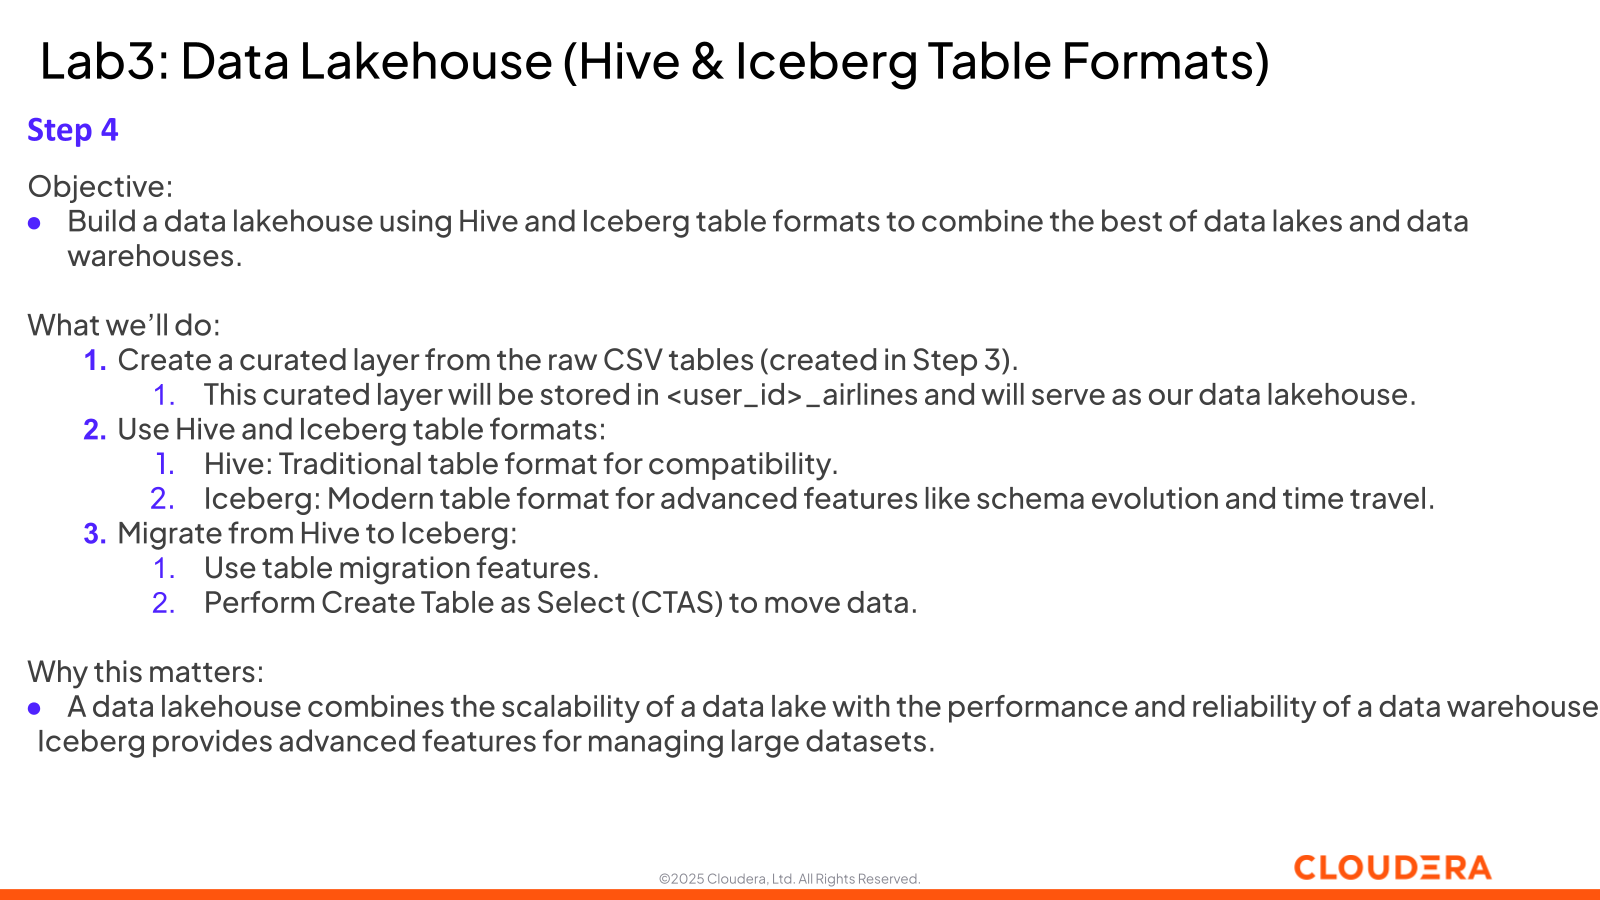 Lab3: Data Lakehouse (Hive & Iceberg Table Formats)
Step 4
Objective:
● Build a data lakehouse using Hive and Iceberg table formats to combine the best of data lakes and data
warehouses.
What we’ll do:
1. Create a curated layer from the raw CSV tables (created in Step 3).
1. This curated layer will be stored in <user_id>_airlines and will serve as our data lakehouse.
2. Use Hive and Iceberg table formats:
1. Hive: Traditional table format for compatibility.
2. Iceberg: Modern table format for advanced features like schema evolution and time travel.
3. Migrate from Hive to Iceberg:
1. Use table migration features.
2. Perform Create Table as Select (CTAS) to move data.
Why this matters:
● A data lakehouse combines the scalability of a data lake with the performance and reliability of a data warehouse
Iceberg provides advanced features for managing large datasets.
CLOUDERA
©2025 Cloudera, Ltd. All Rights Reserved.